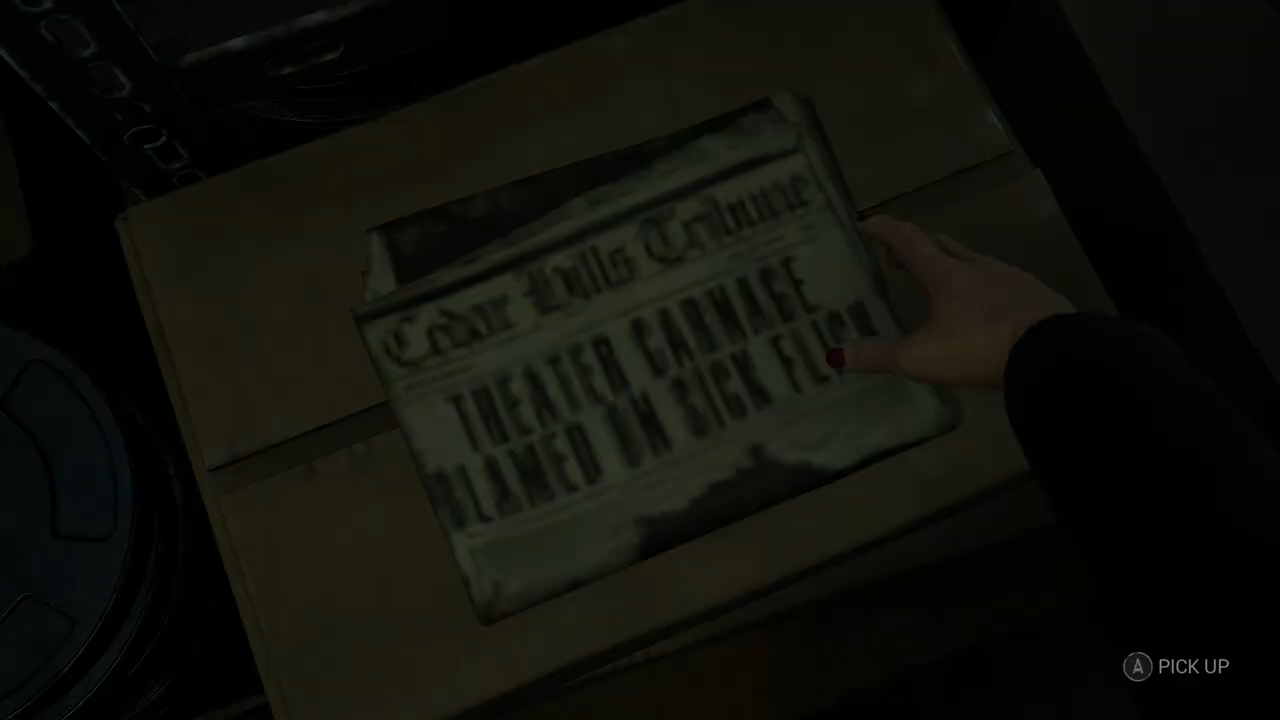 Cedar Hills Tribune
THEATER CARNAGE
BLAMED ON SICK FLICK
A PICK UP